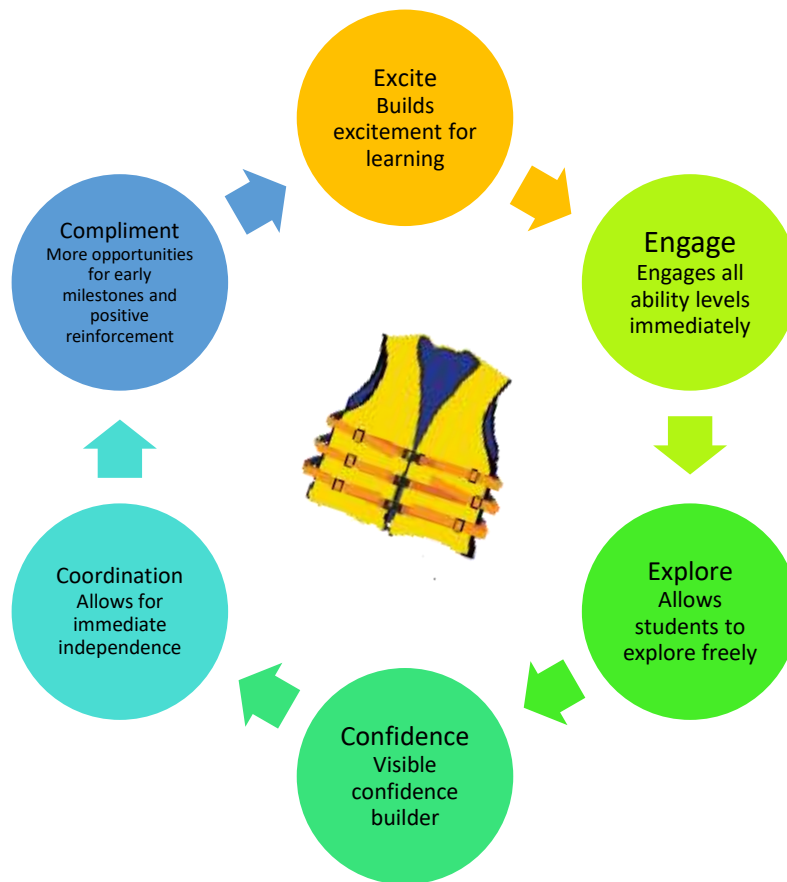 Excite
Builds
excitement for
learning
Engage
Engages all
ability levels
immediately
Explore
Allows
students to
explore freely
Confidence
Visible
confidence
builder
Coordination
Allows for
immediate
independence
Compliment
More opportunities
for early
milestones and
positive
reinforcement